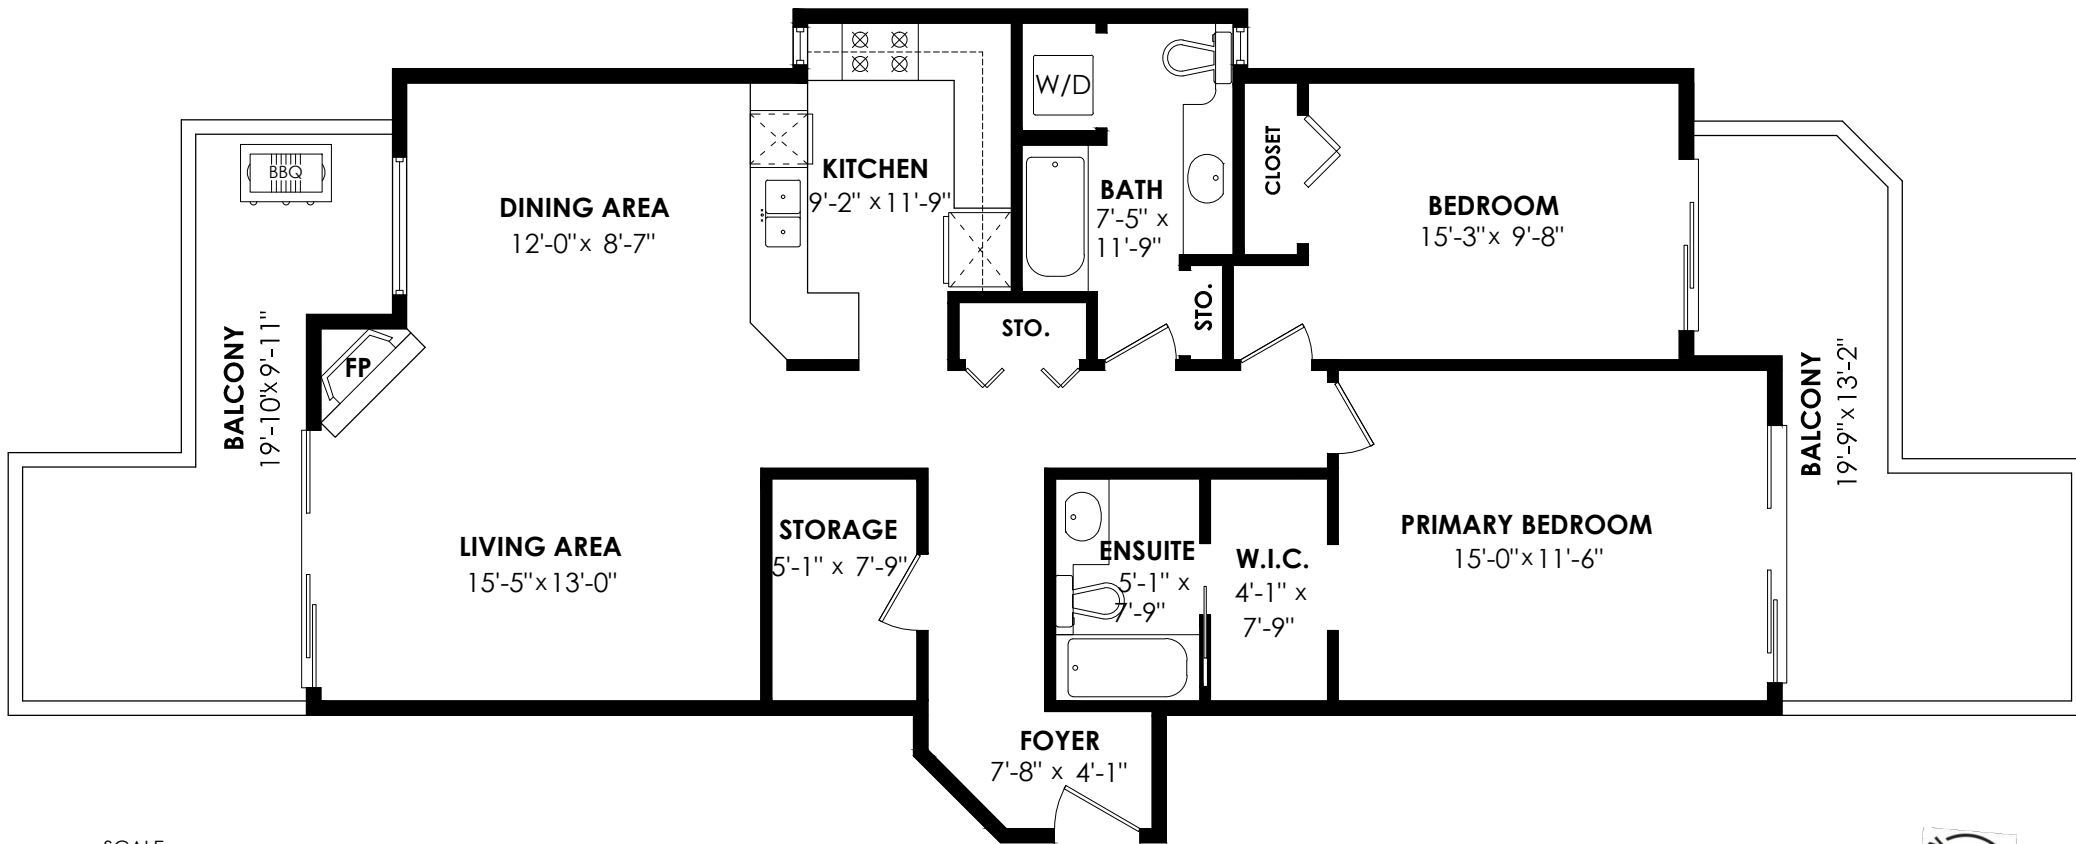 W/D
BBQ
DINING AREA
12'-0" x 8'-7"
KITCHEN
9'-2" x 11'-9"
BATH
7'-5" x
11'-9"
CLOSET
BEDROOM
15'-3" x 9'-8"
STO.
STO.
FP
BALCONY
19'-10" x 9'-11"
BALCONY
19'-9" x 13'-2"
LIVING AREA
15'-5" x 13'-0"
STORAGE
5'-1" x 7'-9"
ENSUITE
5'-1" x
7'-9"
W.I.C.
4'-1" x
7'-9"
PRIMARY BEDROOM
15'-0" x 11'-6"
FOYER
7'-8" x 4'-1"
SCALE